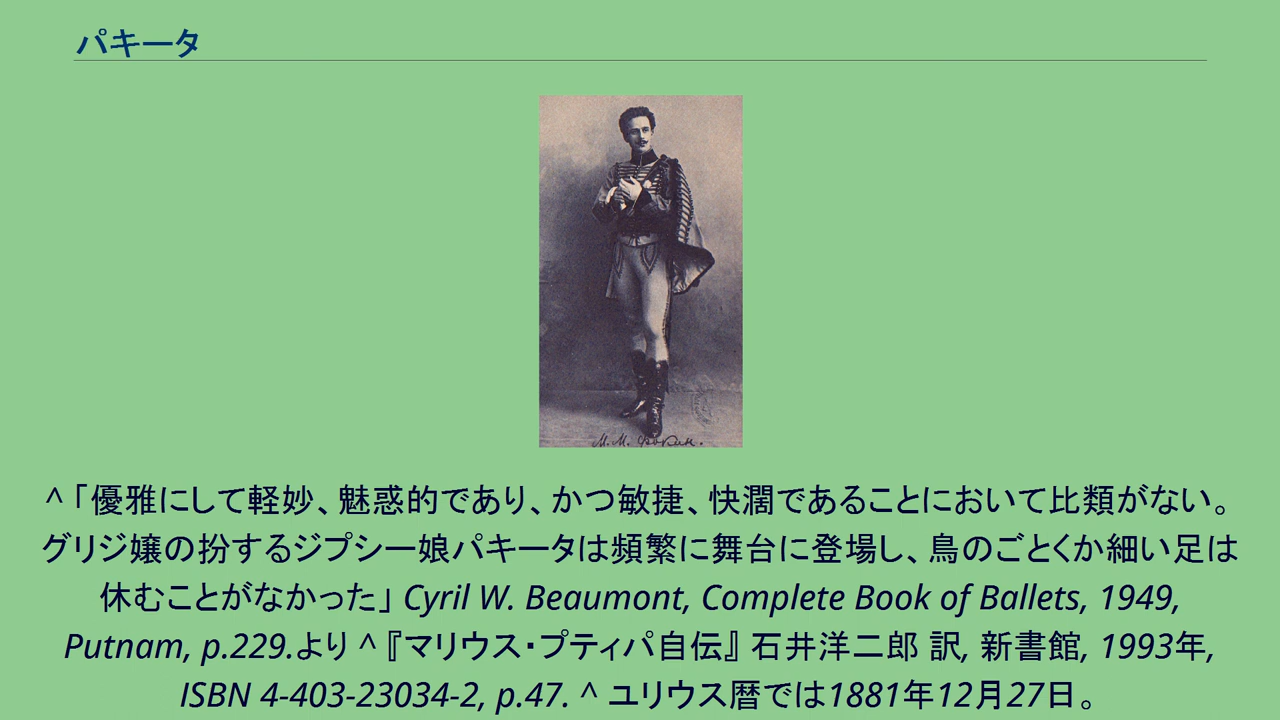 パキータ
М. М. Фокин.
^ 「優雅にして軽妙、魅惑的であり、かつ敏捷、快濶であることにおいて比類がない。
グリジ嬢の扮するジプシー娘パキータは頻繁に舞台に登場し、鳥のごとくか細い足は
休むことがなかった」 Cyril W. Beaumont, Complete Book of Ballets, 1949,
Putnam, p.229.より ^ 『マリウス・プティパ自伝』 石井洋二郎 訳, 新書館, 1993年,
ISBN 4-403-23034-2, p.47. ^ ユリウス暦では1881年12月27日。